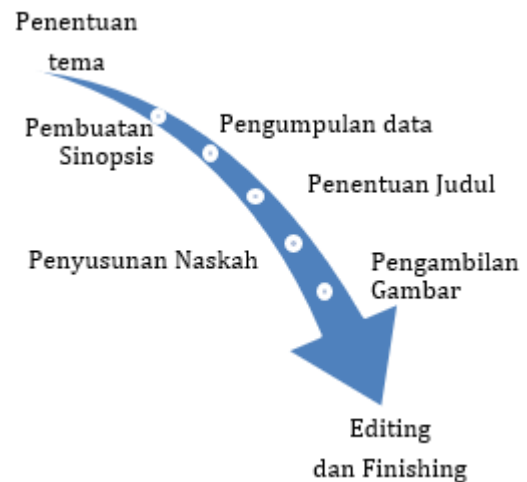 Penentuan
tema
Pembuatan
Sinopsis
Pengumpulan data
Penentuan Judul
Penyusunan Naskah
Pengambilan
Gambar
Editing
dan Finishing